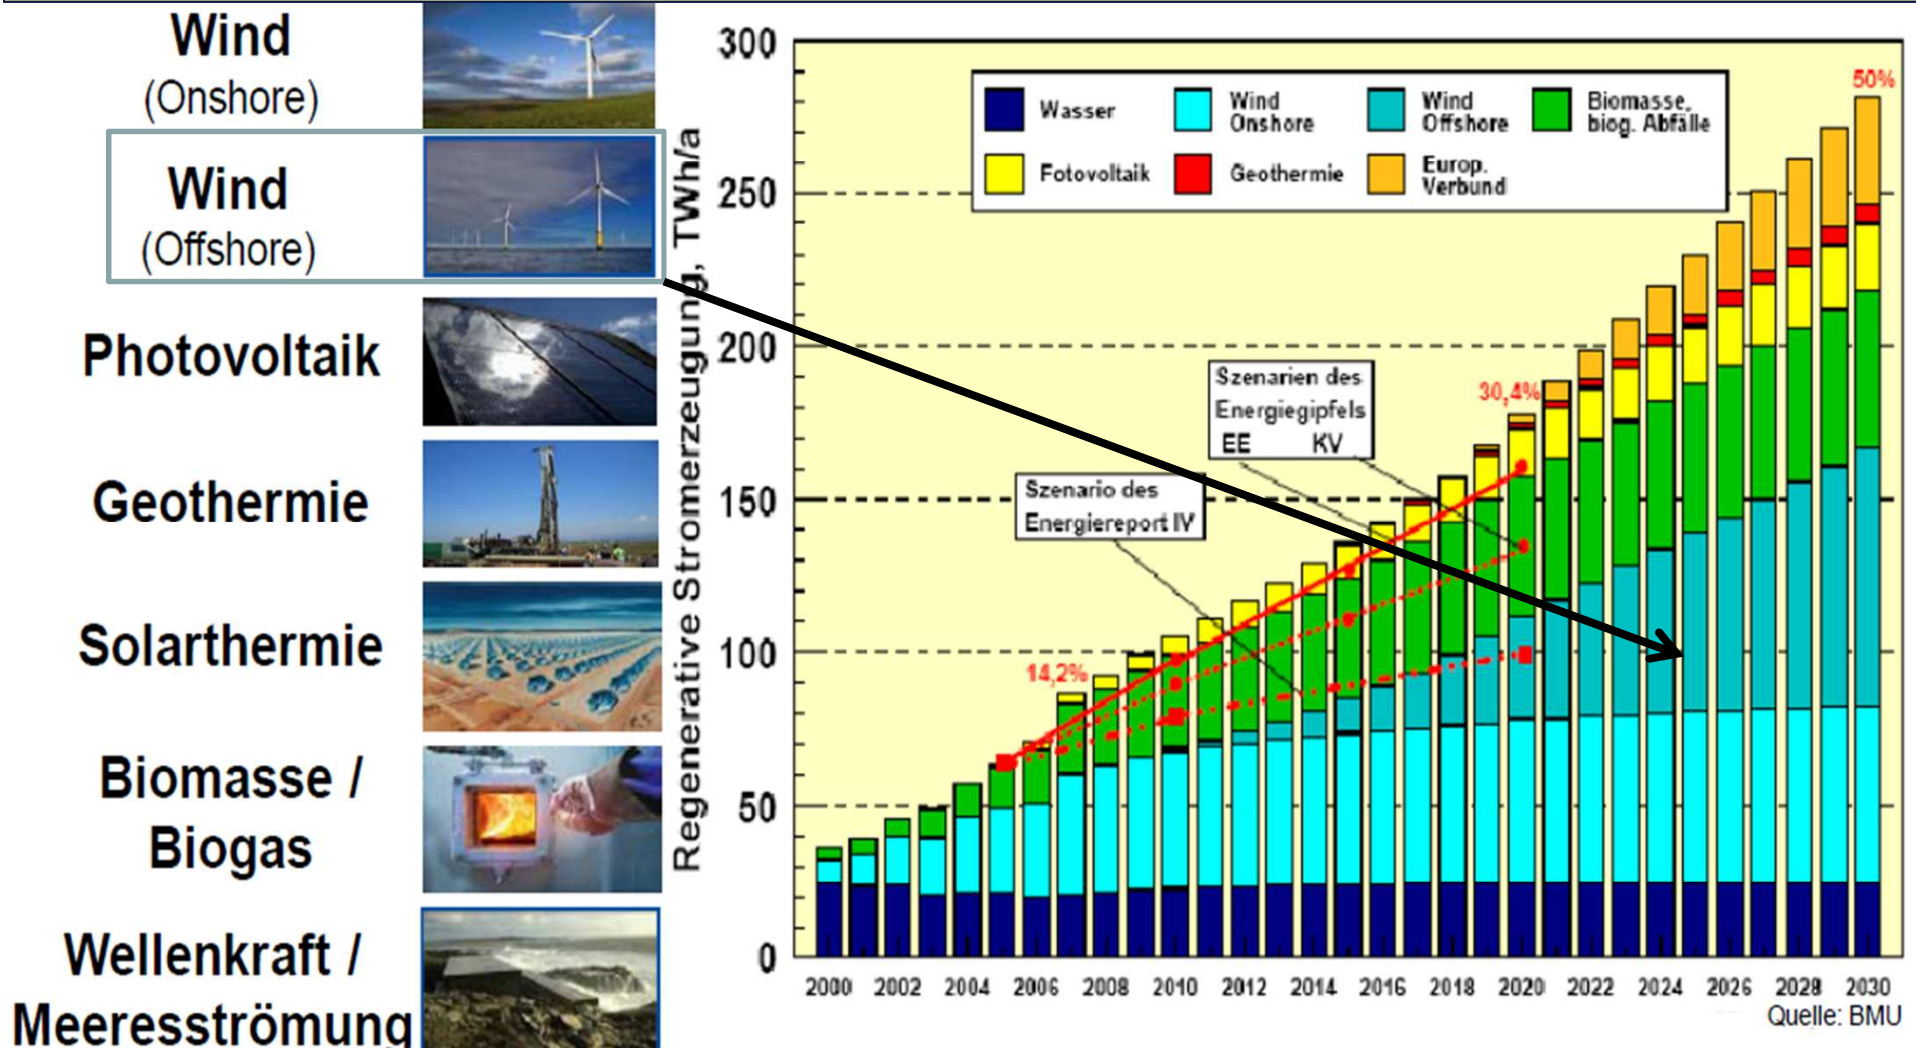 Wind
(Onshore)
Wind
(Offshore)
Photovoltaik
Geothermie
Solarthermie
Biomasse /
Biogas
Wellenkraft /
Meeresströmung
Regenerative Stromerzeugung, TWh/a
300
250
200
150
100
50
0
Wasser
Wind
Onshore
Wind
Offshore
Biomasse,
biog. Abfälle
Fotovoltaik
Geothermie
Europ.
Verbund
50%
30,4%
14,2%
Szenarien des
Energiegipfels
EE KV
Szenario des
Energiereport IV
2000 2002 2004 2006 2008 2010 2012 2014 2016 2018 2020 2022 2024 2026 2028 2030
Quelle: BMU